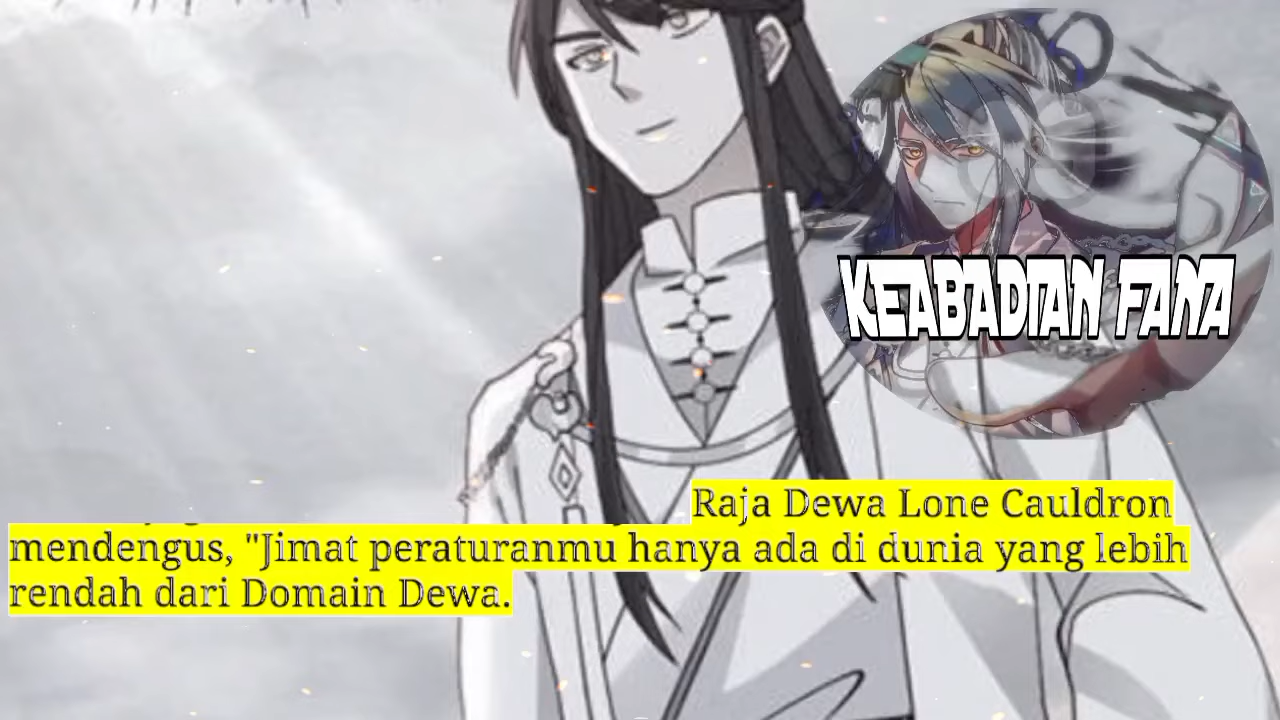 KEABADIAN FANA
Raja Dewa Lone Cauldron
mendengus, "Jimat peraturanmu hanya ada di dunia yang lebih
rendah dari Domain Dewa.